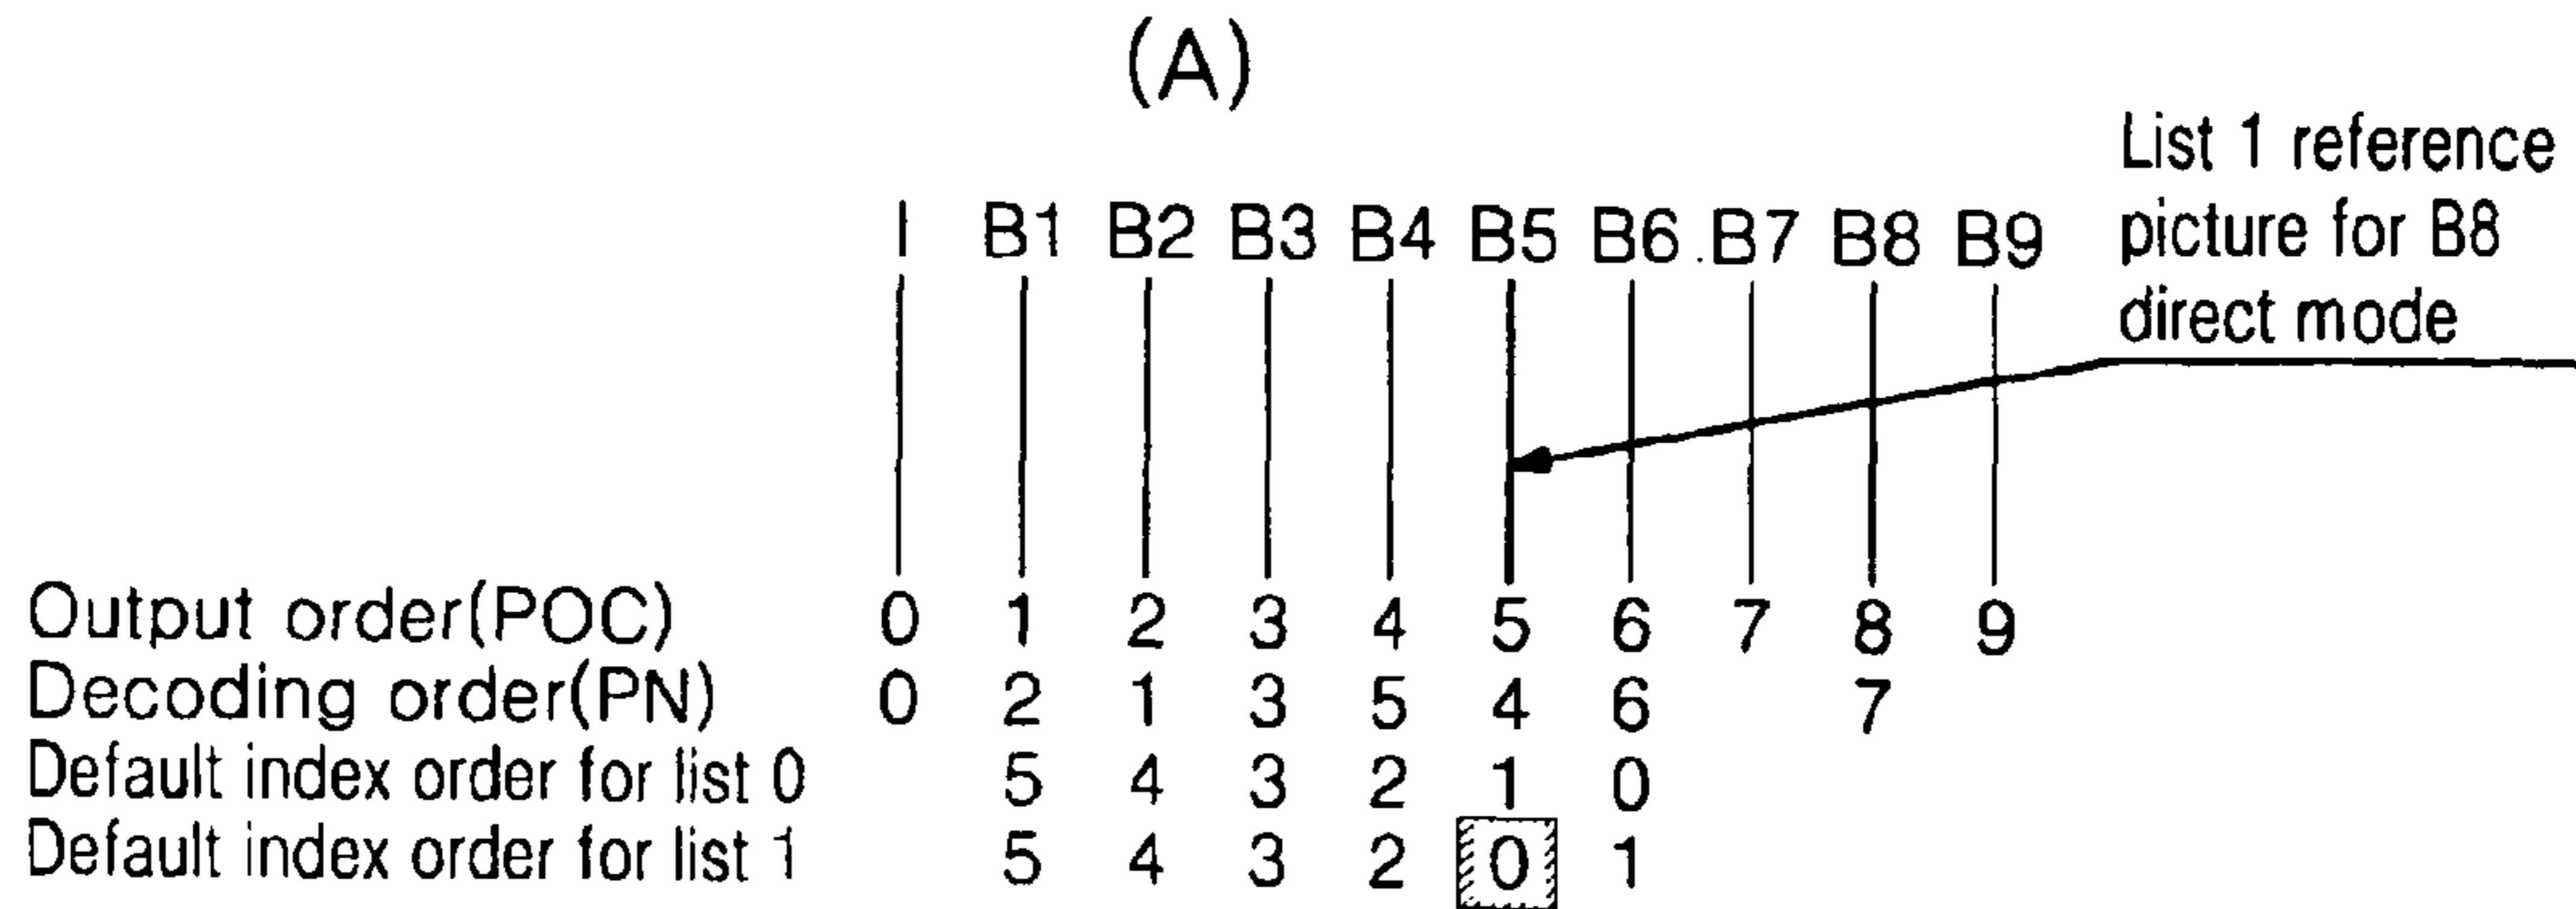 (A)
List 1 reference
picture for B8
direct mode
I B1 B2 B3 B4 B5 B6 B7 B8 B9
Output order(POC) 0 1 2 3 4 5 6 7 8 9
Decoding order(PN) 0 2 1 3 5 4 6 7
Default index order for list 0 5 4 3 2 1 0
Default index order for list 1 5 4 3 2 0 1